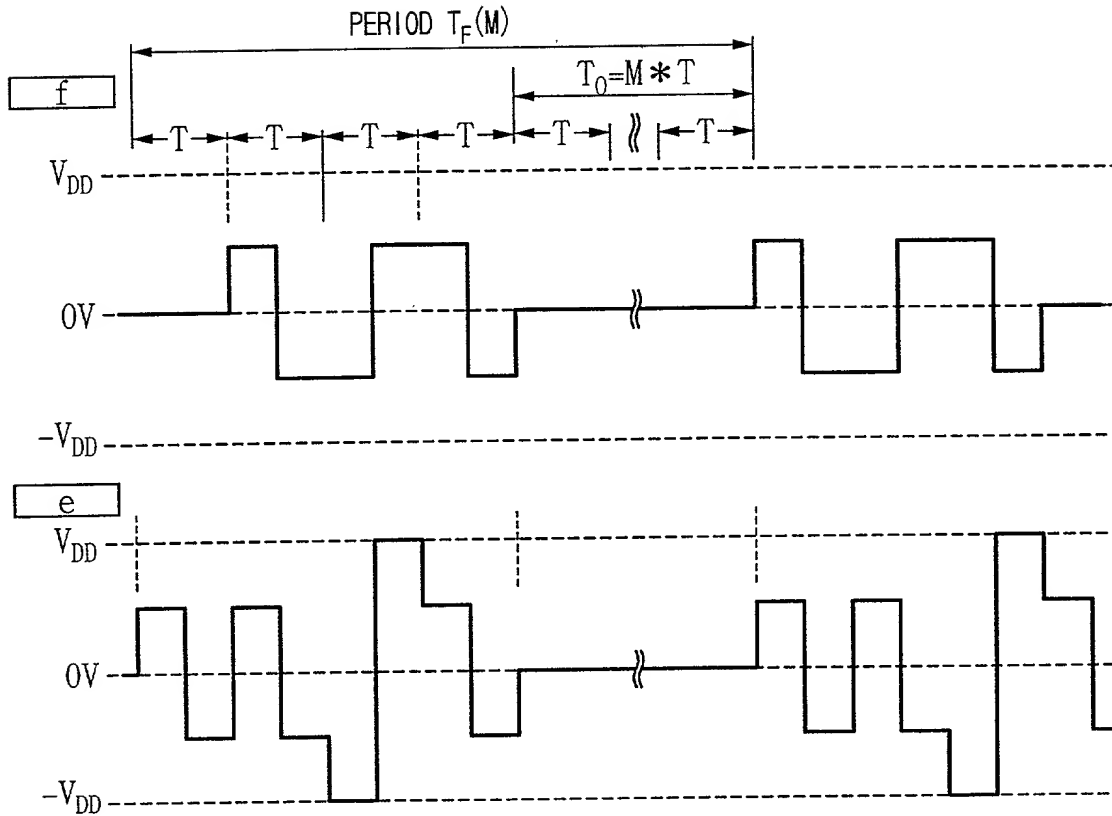 PERIOD T_F(M)
T_0=M*T
f
T T T T T T
V_DD
0V
-V_DD
e
V_DD
0V
-V_DD